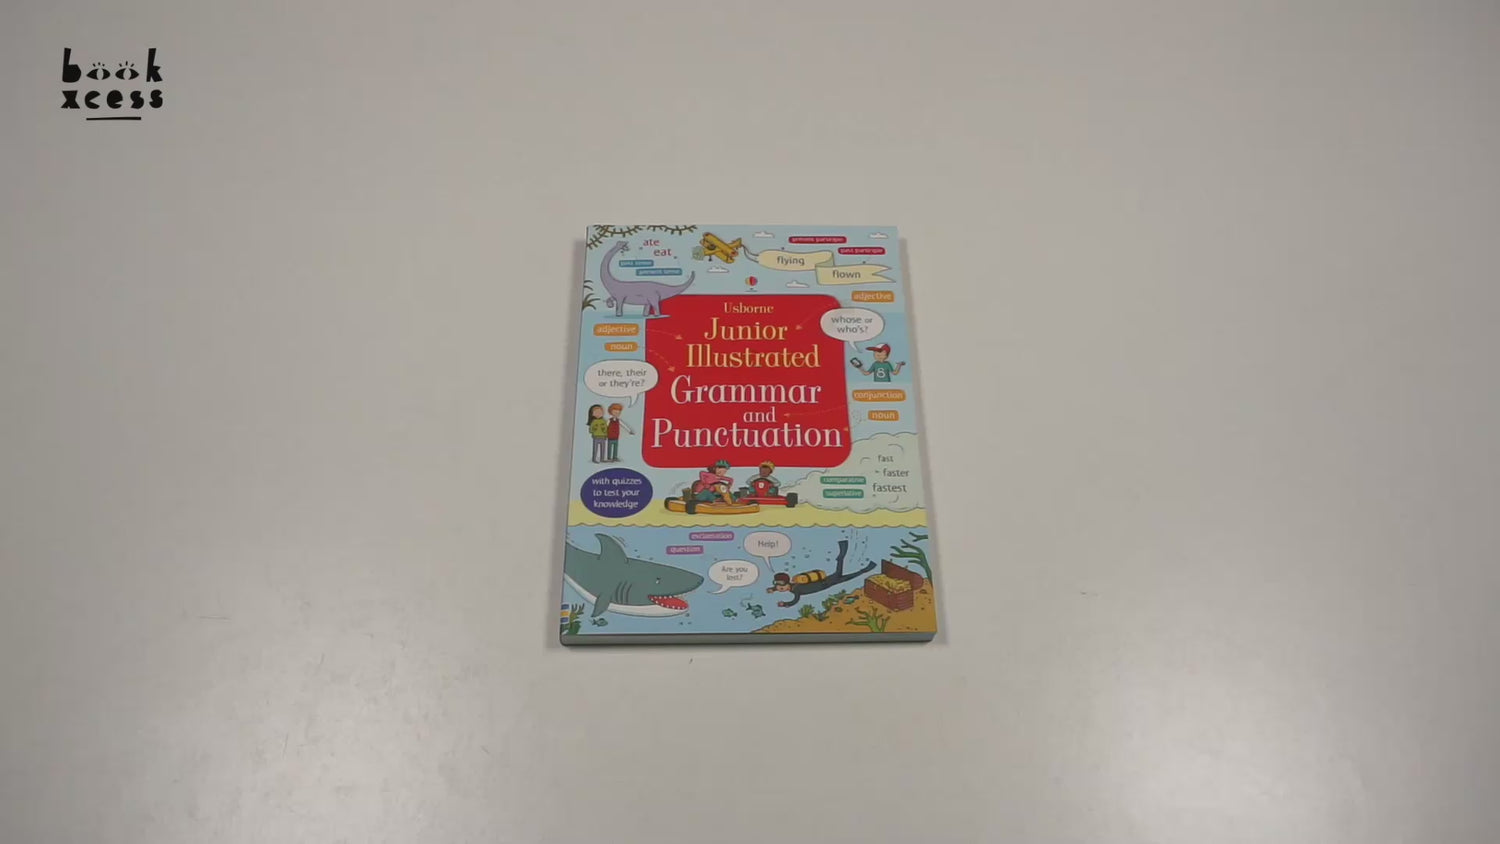 book
xcess
ate
eat
past tense
present tense
present participle
past participle
flying
flown
Usborne
Junior
Illustrated
Grammar
and
Punctuation
adjective
whose or
who's?
adjective
noun
there, their
or they're?
conjunction
noun
with quizzes
to test your
knowledge
fast
faster
fastest
comparative
superlative
exclamation
question
Help!
Are you
lost?